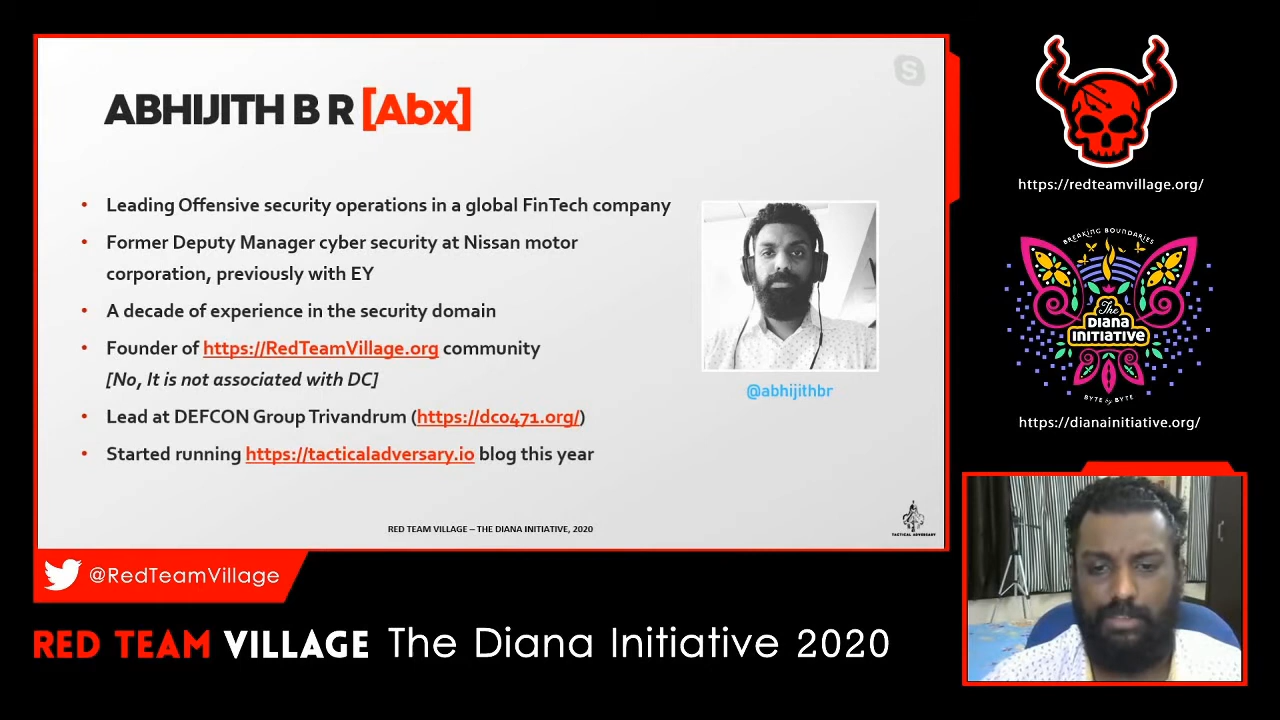 ABHIJITH B R [Abx]
• Leading Offensive security operations in a global FinTech company
• Former Deputy Manager cyber security at Nissan motor
corporation, previously with EY
• A decade of experience in the security domain
• Founder of https://RedTeamVillage.org community
[No, It is not associated with DC]
• Lead at DEFCON Group Trivandrum (https://dc0471.org/)
• Started running https://tacticaladversary.io blog this year
@abhijithbr
RED TEAM VILLAGE – THE DIANA INITIATIVE, 2020
TACTICAL ADVERSARY
S
https://redteamvillage.org/
BREAKING BOUNDARIES
The
DIANA
INITIATIVE
BYTE by BYTE
https://dianainitiative.org/
@RedTeamVillage
RED TEAM VILLAGE The Diana Initiative 2020